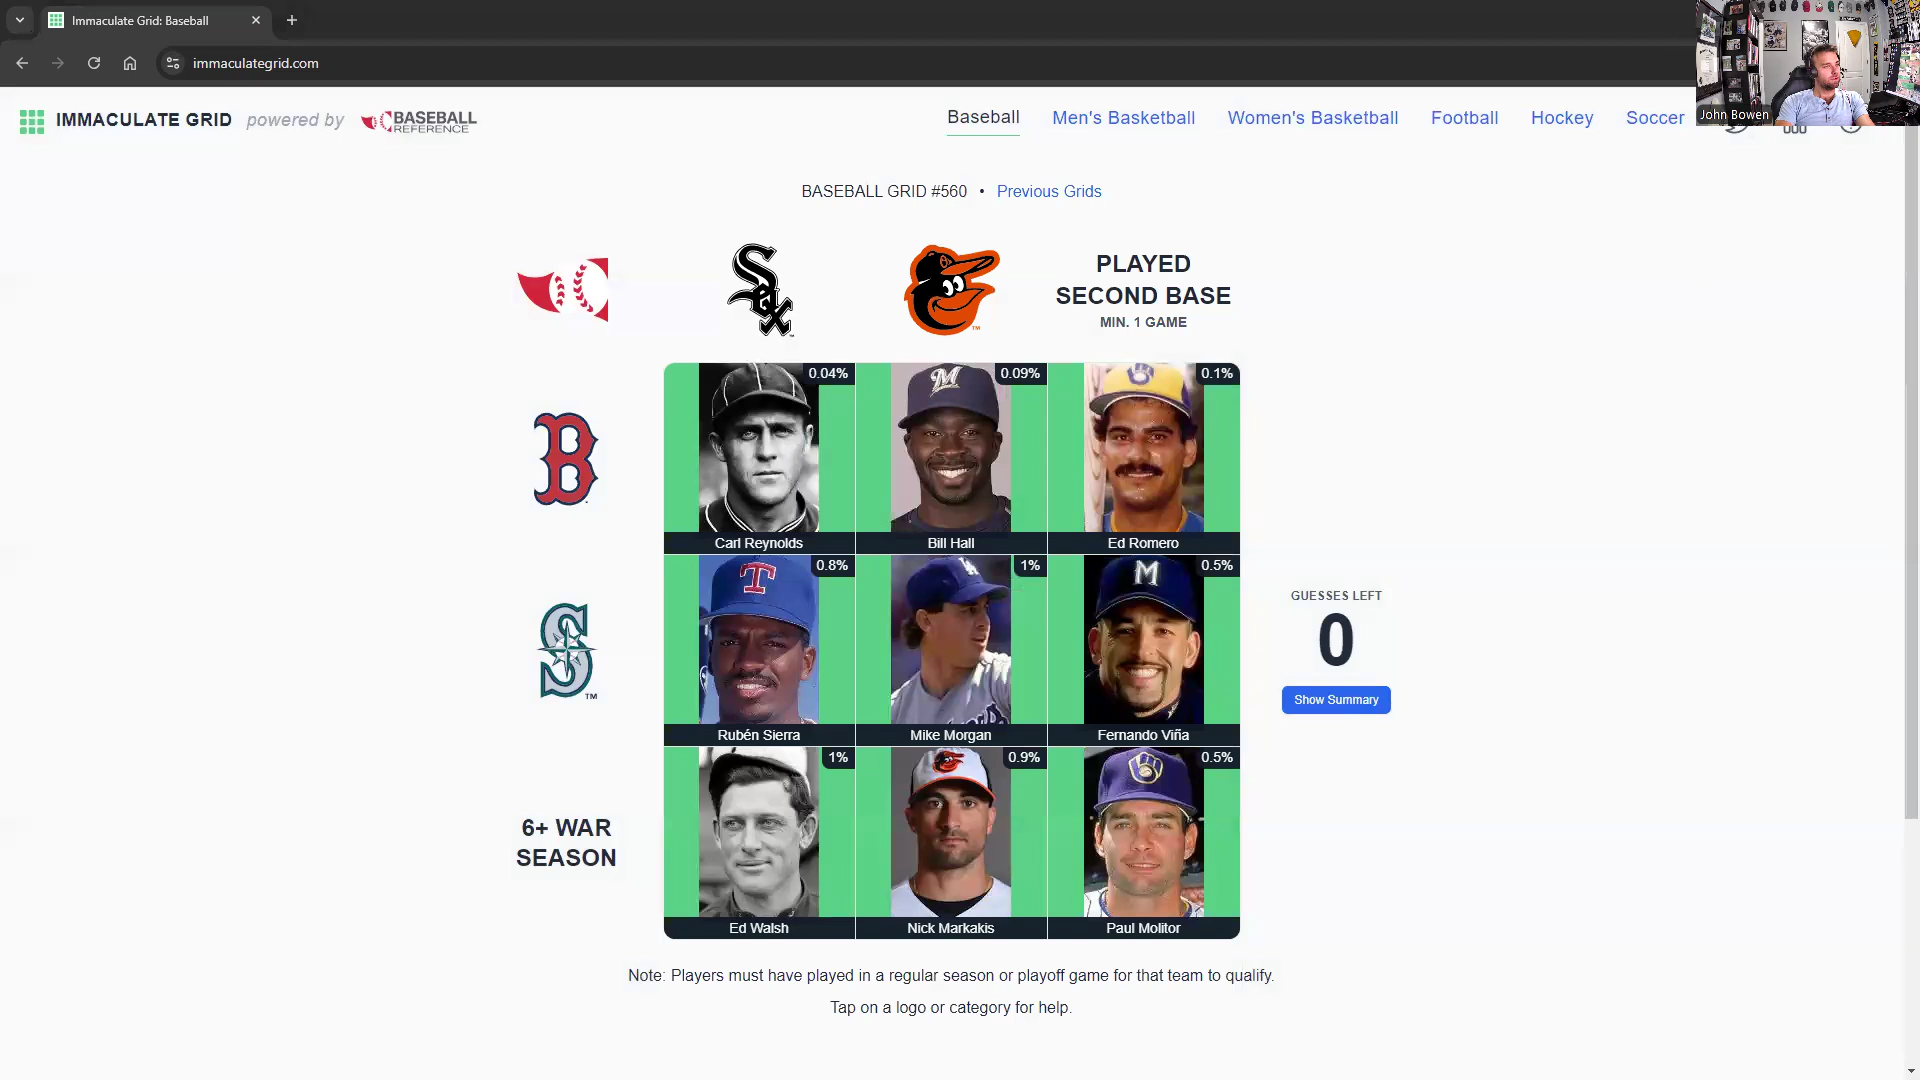 Immaculate Grid: Baseball
immaculategrid.com
IMMACULATE GRID powered by BASEBALL REFERENCE
Baseball Men's Basketball Women's Basketball Football Hockey Soccer
John Bowen
BASEBALL GRID #560 • Previous Grids
Sox
PLAYED
SECOND BASE
MIN. 1 GAME
TM
B
0.04% 0.09% 0.1%
M
Carl Reynolds Bill Hall Ed Romero
S
TM
0.8% 1% 0.5%
T LA M
Rubén Sierra Mike Morgan Fernando Viña
GUESSES LEFT
0
Show Summary
6+ WAR
SEASON
1% 0.9% 0.5%
Ed Walsh Nick Markakis Paul Molitor
Note: Players must have played in a regular season or playoff game for that team to qualify.
Tap on a logo or category for help.